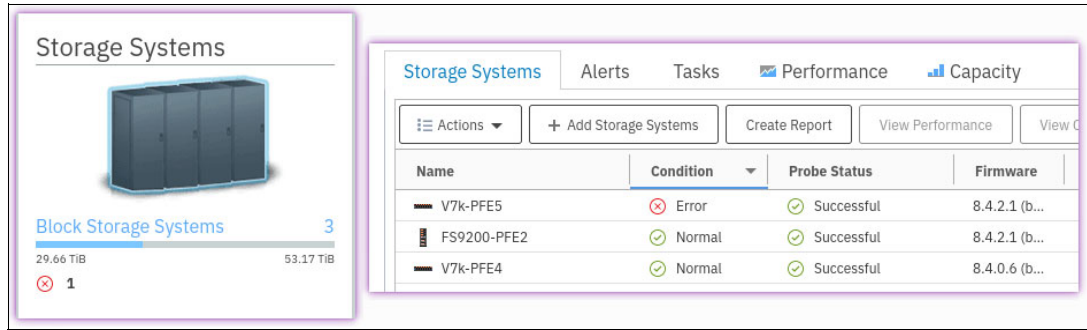 Storage Systems
Block Storage Systems 3
29.66 TiB 53.17 TiB
1
Storage Systems Alerts Tasks Performance Capacity
Actions + Add Storage Systems Create Report View Performance View
Name Condition Probe Status Firmware
V7k-PFE5 Error Successful 8.4.2.1 (b...
FS9200-PFE2 Normal Successful 8.4.2.1 (b...
V7k-PFE4 Normal Successful 8.4.0.6 (b...